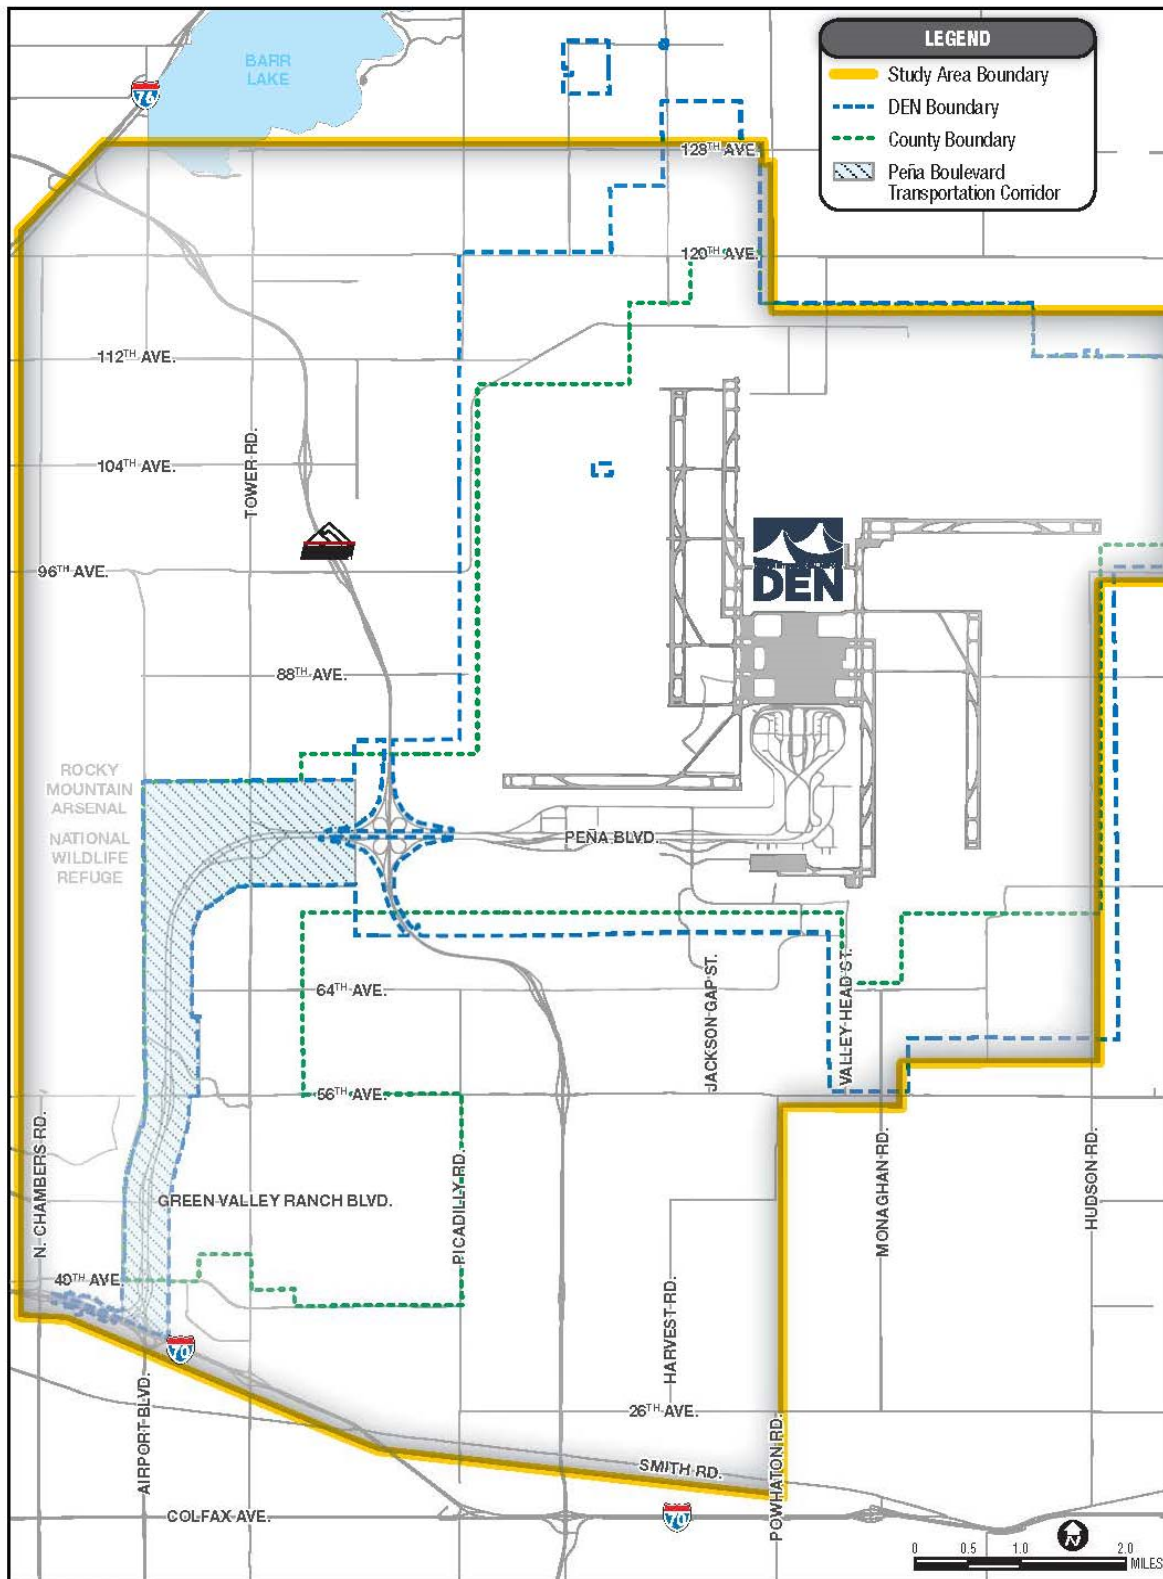 LEGEND
Study Area Boundary
DEN Boundary
County Boundary
Peña Boulevard
Transportation Corridor
BARR
LAKE
76
128TH AVE.
120TH AVE.
112TH AVE.
TOWER RD.
104TH AVE.
96TH AVE.
DEN
88TH AVE.
ROCKY
MOUNTAIN
ARSENAL
NATIONAL
WILDLIFE
REFUGE
PEÑA BLVD.
64TH AVE.
JACKSON GAP ST.
VALLEY HEAD ST.
56TH AVE.
N. CHAMBERS RD.
PICADILLY RD.
MONAGHAN RD.
HUDSON RD.
GREEN VALLEY RANCH BLVD.
40TH AVE.
HARVEST RD.
70
AIRPORT BLVD.
26TH AVE.
SMITH RD.
POWHATON RD.
COLFAX AVE.
70
N
0 0.5 1.0 2.0
MILES